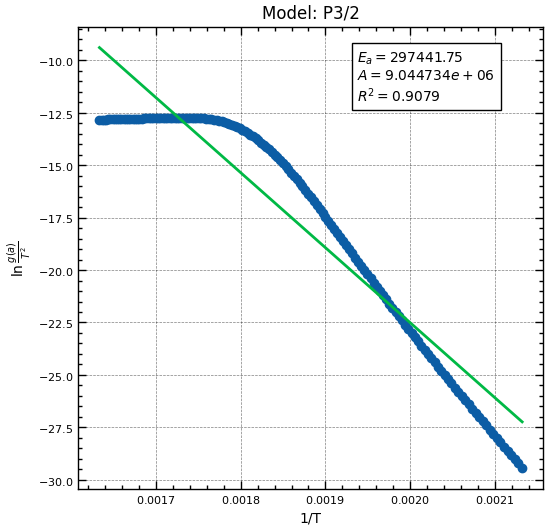 Model: P3/2
E_a = 297441.75
A = 9.044734e + 06
R^2 = 0.9079
−10.0
−12.5
−15.0
−17.5
−20.0
−22.5
−25.0
−27.5
−30.0
ln g(a)/T^2
0.0017 0.0018 0.0019 0.0020 0.0021
1/T